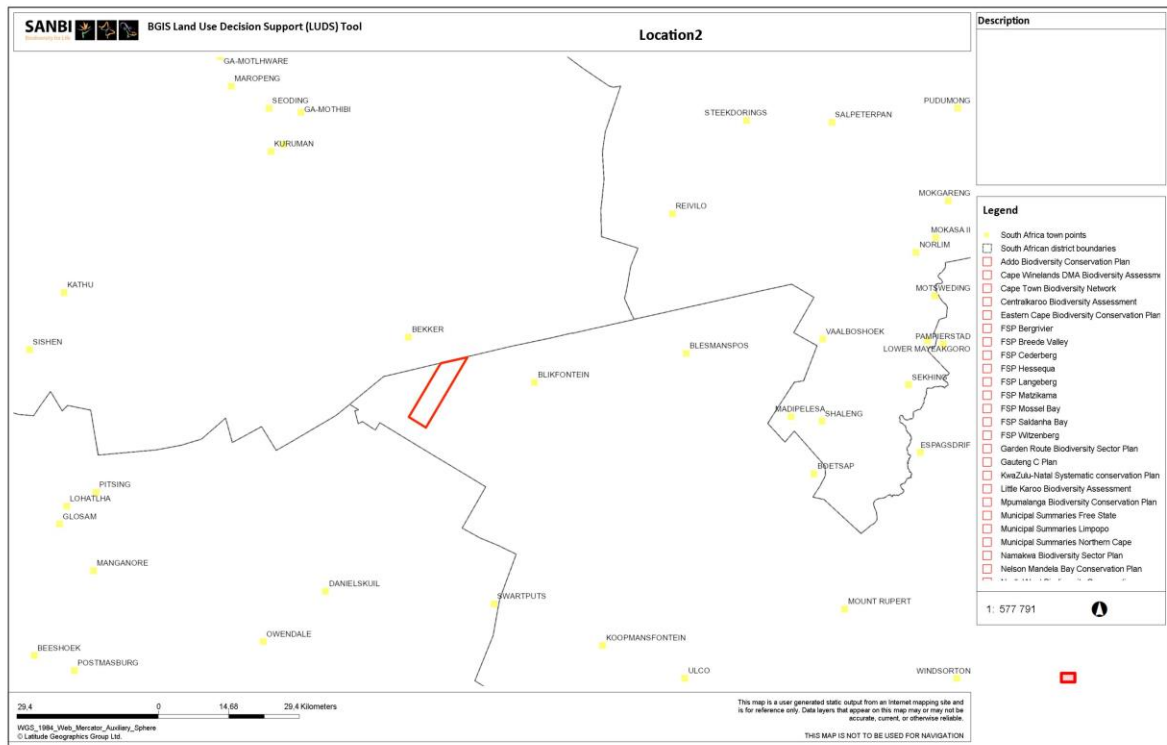 SANBI
BGIS Land Use Decision Support (LUDS) Tool
Location2
Description
GA-MOTLHWARE
MAROPENG
SEODING
GA-MOTHIBI
KURUMAN
STEEKDORINGS
SALPETERPAN
PUDUMONG
MOKGARENG
REIVILO
MOKASA II
NORLIM
KATHU
MOTSWEDING
SISHEN
BEKKER
VAALBOSHOEK
PAMPIERSTAD
BLESMANSPOS
LOWER MAYEAKGORO
BLIKFONTEIN
SEKHING
MADIPELESA
SHALENG
ESPAGSDRIF
BOETSAP
PITSING
LOHATLHA
GLOSAM
MANGANORE
DANIELSKUIL
SWARTPUTS
MOUNT RUPERT
OWENDALE
KOOPMANSFONTEIN
BEESHOEK
POSTMASBURG
ULCO
WINDSORTON
Legend
South Africa town points
South African district boundaries
Addo Biodiversity Conservation Plan
Cape Winelands DMA Biodiversity Assessme
Cape Town Biodiversity Network
Centralkaroo Biodiversity Assessment
Eastern Cape Biodiversity Conservation Plan
FSP Bergrivier
FSP Breede Valley
FSP Cederberg
FSP Hessequa
FSP Langeberg
FSP Matzikama
FSP Mossel Bay
FSP Saldanha Bay
FSP Witzenberg
Garden Route Biodiversity Sector Plan
Gauteng C Plan
KwaZulu-Natal Systematic conservation Plan
Little Karoo Biodiversity Assessment
Mpumalanga Biodiversity Conservation Plan
Municipal Summaries Free State
Municipal Summaries Limpopo
Municipal Summaries Northern Cape
Namakwa Biodiversity Sector Plan
Nelson Mandela Bay Conservation Plan
1: 577 791
29,4 0 14,68 29,4 Kilometers
WGS_1984_Web_Mercator_Auxiliary_Sphere
© Latitude Geographics Group Ltd.
This map is a user generated static output from an Internet mapping site and
is for reference only. Data layers that appear on this map may or may not be
accurate, current, or otherwise reliable.
THIS MAP IS NOT TO BE USED FOR NAVIGATION